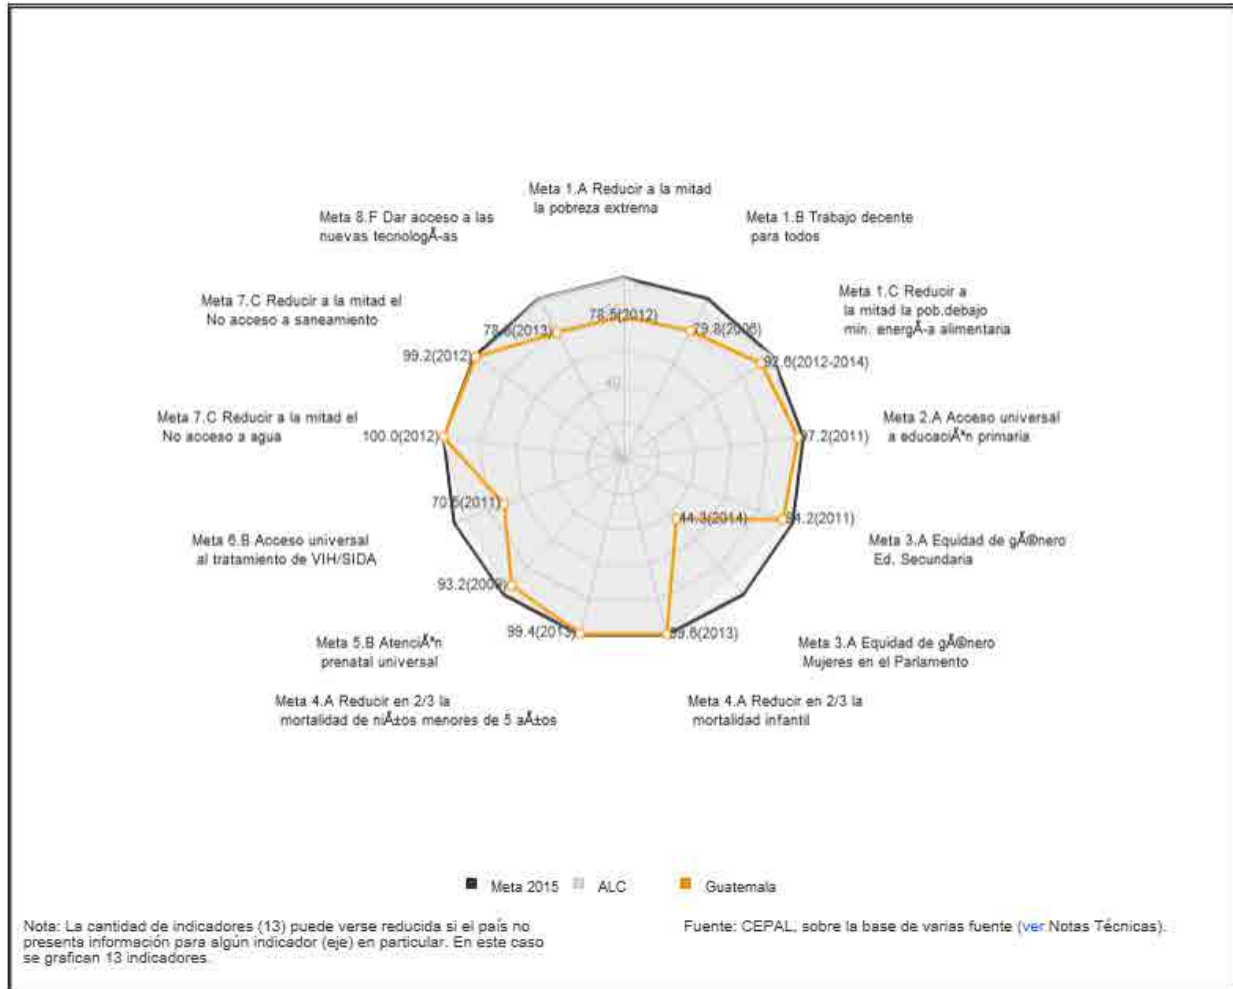 Meta 1.A Reducir a la mitad
la pobreza extrema
Meta 8.F Dar acceso a las
nuevas tecnologÃ-as
Meta 1.B Trabajo decente
para todos
Meta 7.C Reducir a la mitad el
No acceso a saneamiento
Meta 1.C Reducir a
la mitad la pob.debajo
min. energÃ-a alimentaria
78.5(2012)
79.8(2006)
(2013)
99.2(2012)
92.6(2012-2014)
40
Meta 7.C Reducir a la mitad el
No acceso a agua
100.0(2012)
97.2(2011)
Meta 2.A Acceso universal
a educaciÃ³n primaria
70.5(2011)
44.3(2014)
94.2(2011)
Meta 6.B Acceso universal
al tratamiento de VIH/SIDA
Meta 3.A Equidad de gÃ©nero
Ed. Secundaria
93.2(2009)
99.4(2013)
99.6(2013)
Meta 5.B AtenciÃ³n
prenatal universal
Meta 3.A Equidad de gÃ©nero
Mujeres en el Parlamento
Meta 4.A Reducir en 2/3 la
mortalidad de niÃ±os menores de 5 aÃ±os
Meta 4.A Reducir en 2/3 la
mortalidad infantil
Meta 2015 ALC Guatemala
Nota: La cantidad de indicadores (13) puede verse reducida si el país no
presenta información para algún indicador (eje) en particular. En este caso
se grafican 13 indicadores.
Fuente: CEPAL, sobre la base de varias fuente (ver Notas Técnicas).